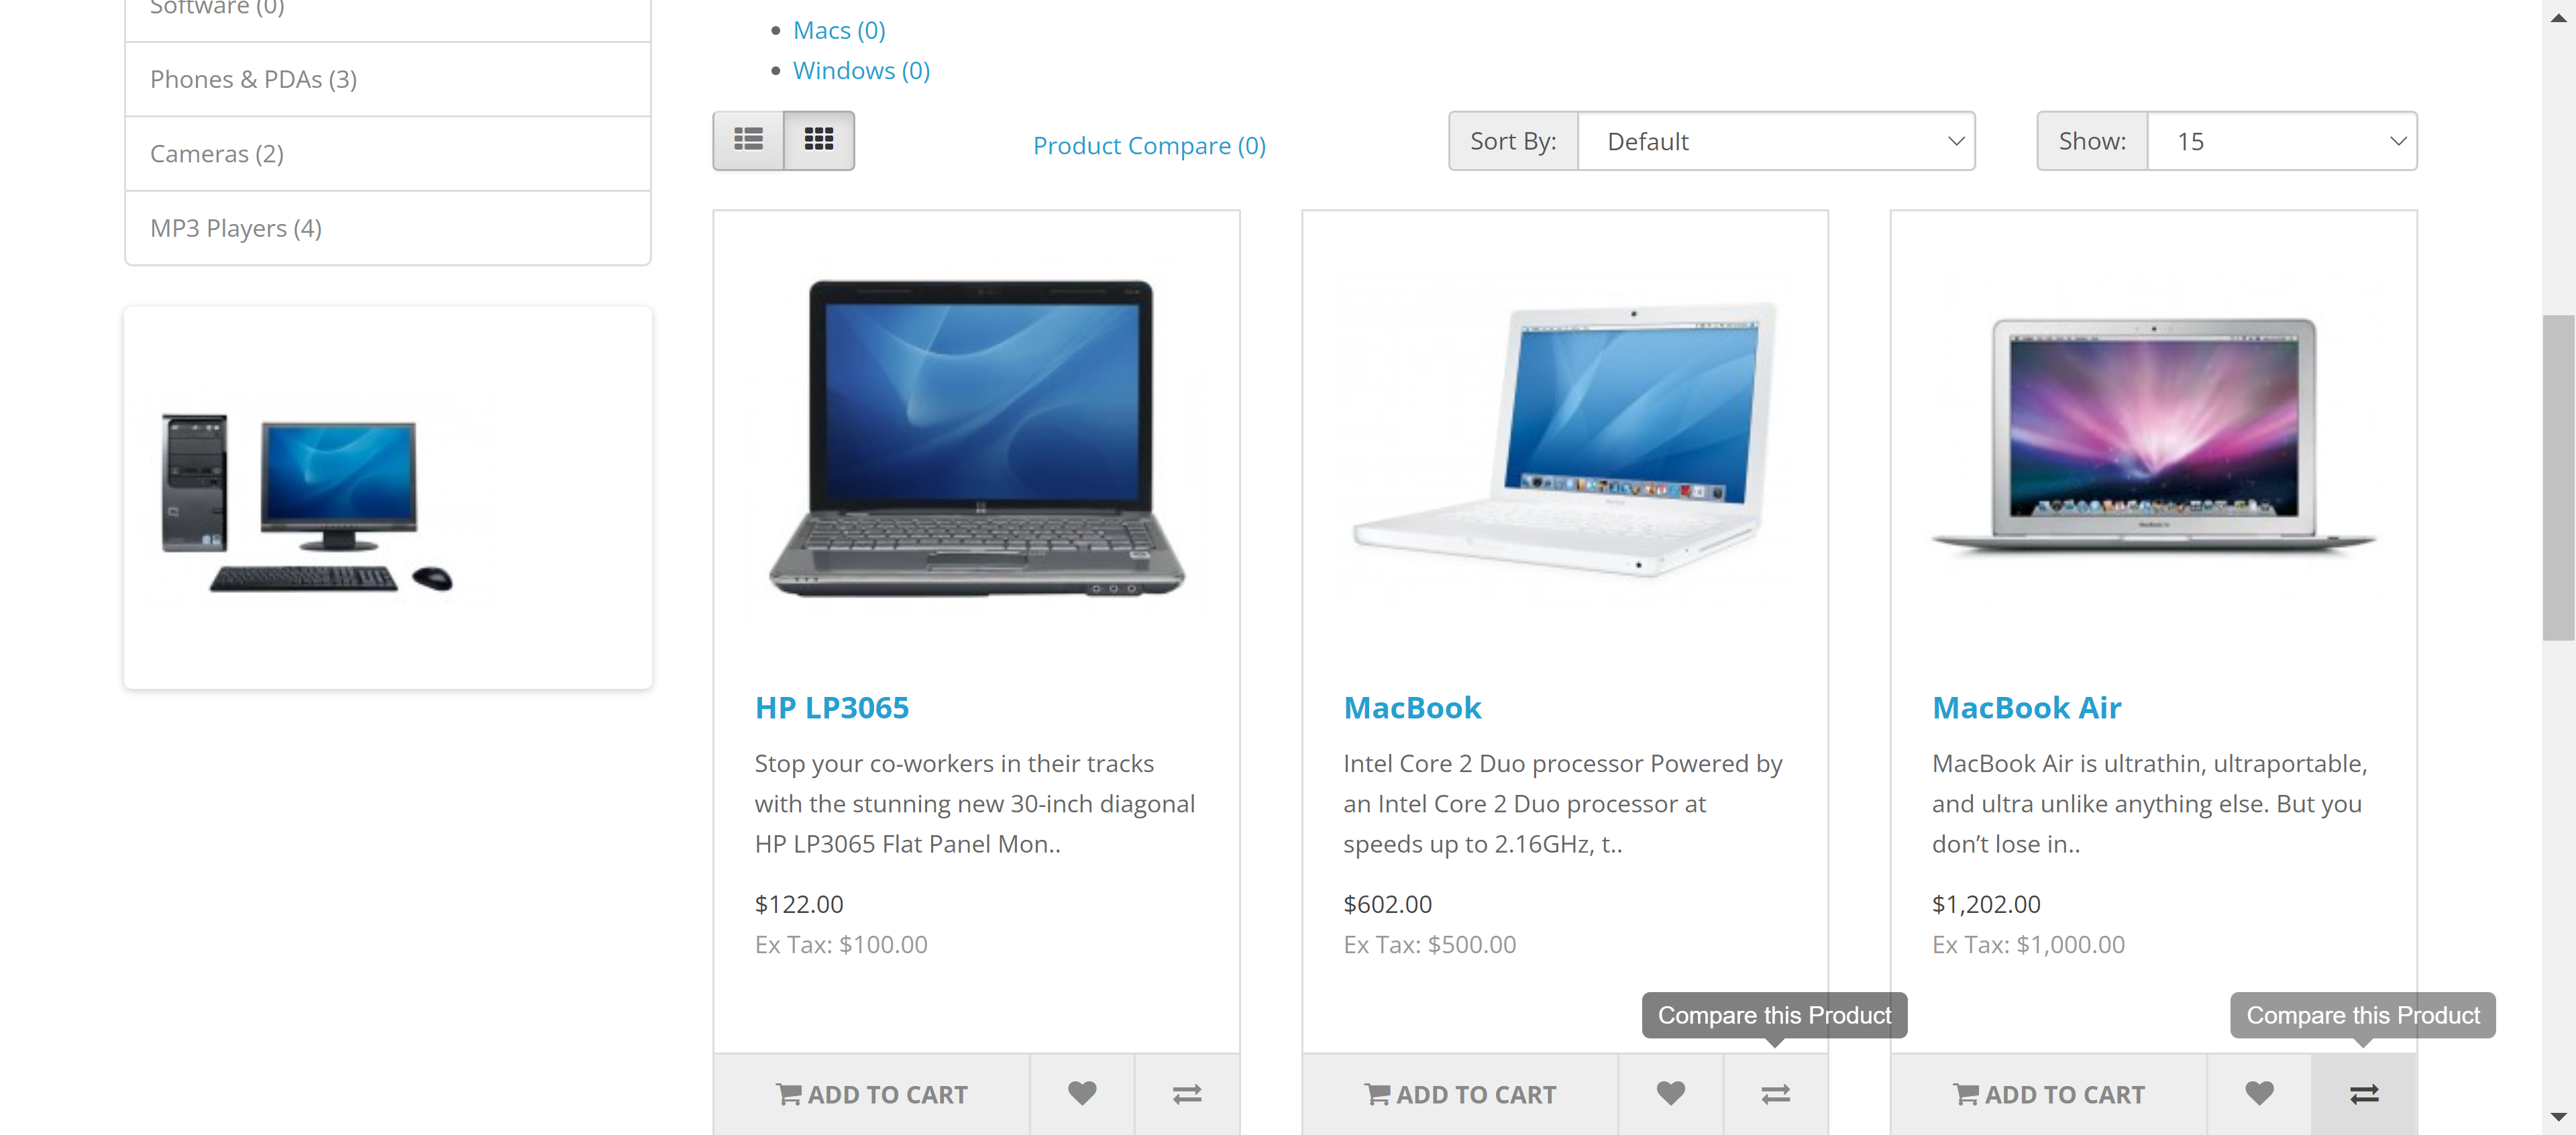 Software (0)
Phones & PDAs (3)
Cameras (2)
MP3 Players (4)
Macs (0)
Windows (0)
Product Compare (0)
Sort By: Default
Show: 15
HP LP3065
Stop your co-workers in their tracks
with the stunning new 30-inch diagonal
HP LP3065 Flat Panel Mon..
$122.00
Ex Tax: $100.00
ADD TO CART
MacBook
Intel Core 2 Duo processor Powered by
an Intel Core 2 Duo processor at
speeds up to 2.16GHz, t..
$602.00
Ex Tax: $500.00
Compare this Product
ADD TO CART
MacBook Air
MacBook Air is ultrathin, ultraportable,
and ultra unlike anything else. But you
don’t lose in..
$1,202.00
Ex Tax: $1,000.00
Compare this Product
ADD TO CART